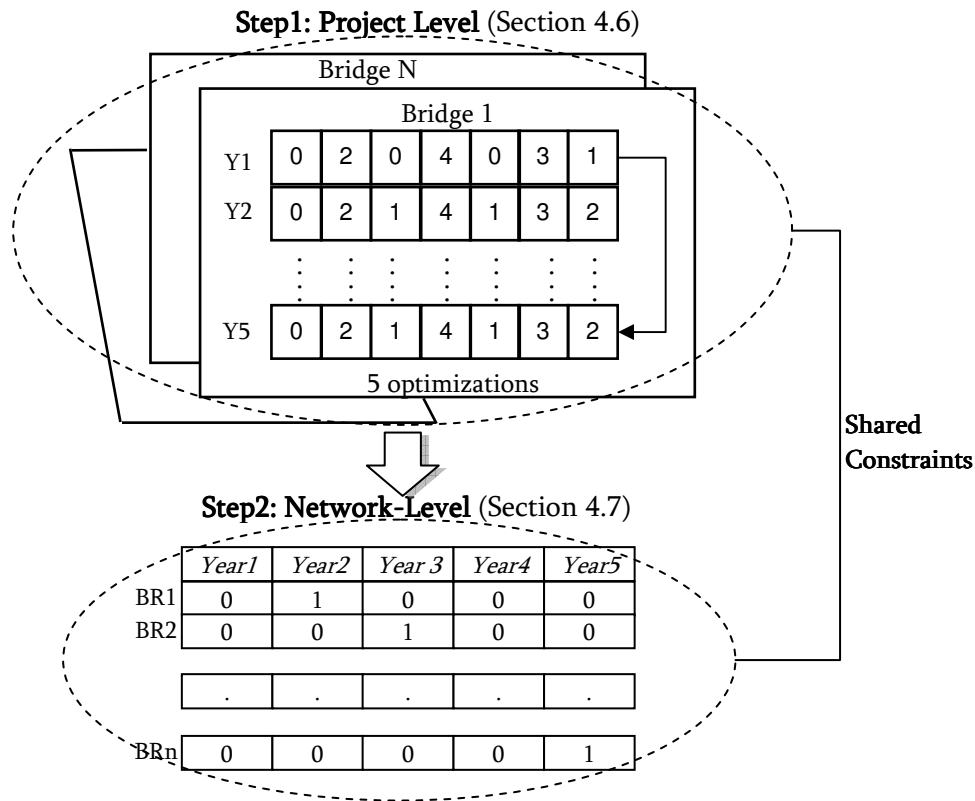 Step1: Project Level (Section 4.6)
Bridge N
Bridge 1
Y1 0 2 0 4 0 3 1
Y2 0 2 1 4 1 3 2
Y5 0 2 1 4 1 3 2
5 optimizations
Shared
Constraints
Step2: Network-Level (Section 4.7)
Year1 Year2 Year 3 Year4 Year5
BR1 0 1 0 0 0
BR2 0 0 1 0 0
. . . . .
BRn 0 0 0 0 1